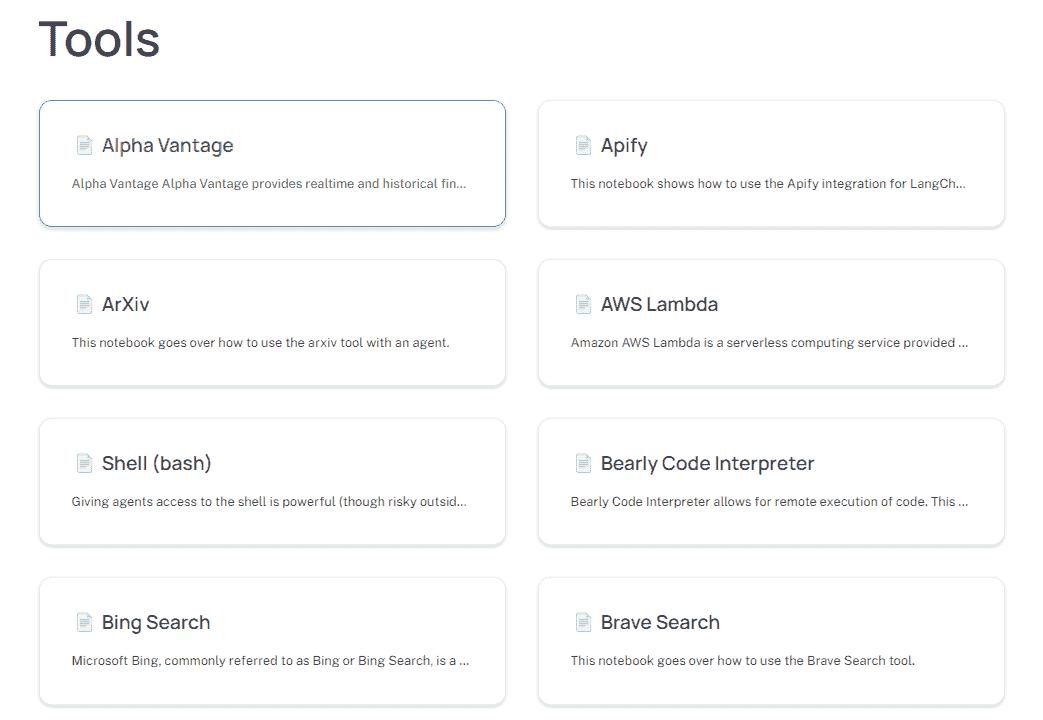 Tools
Alpha Vantage
Alpha Vantage Alpha Vantage provides realtime and historical fin...
Apify
This notebook shows how to use the Apify integration for LangCh...
ArXiv
This notebook goes over how to use the arxiv tool with an agent.
AWS Lambda
Amazon AWS Lambda is a serverless computing service provided ...
Shell (bash)
Giving agents access to the shell is powerful (though risky outsid...
Bearly Code Interpreter
Bearly Code Interpreter allows for remote execution of code. This ...
Bing Search
Microsoft Bing, commonly referred to as Bing or Bing Search, is a ...
Brave Search
This notebook goes over how to use the Brave Search tool.